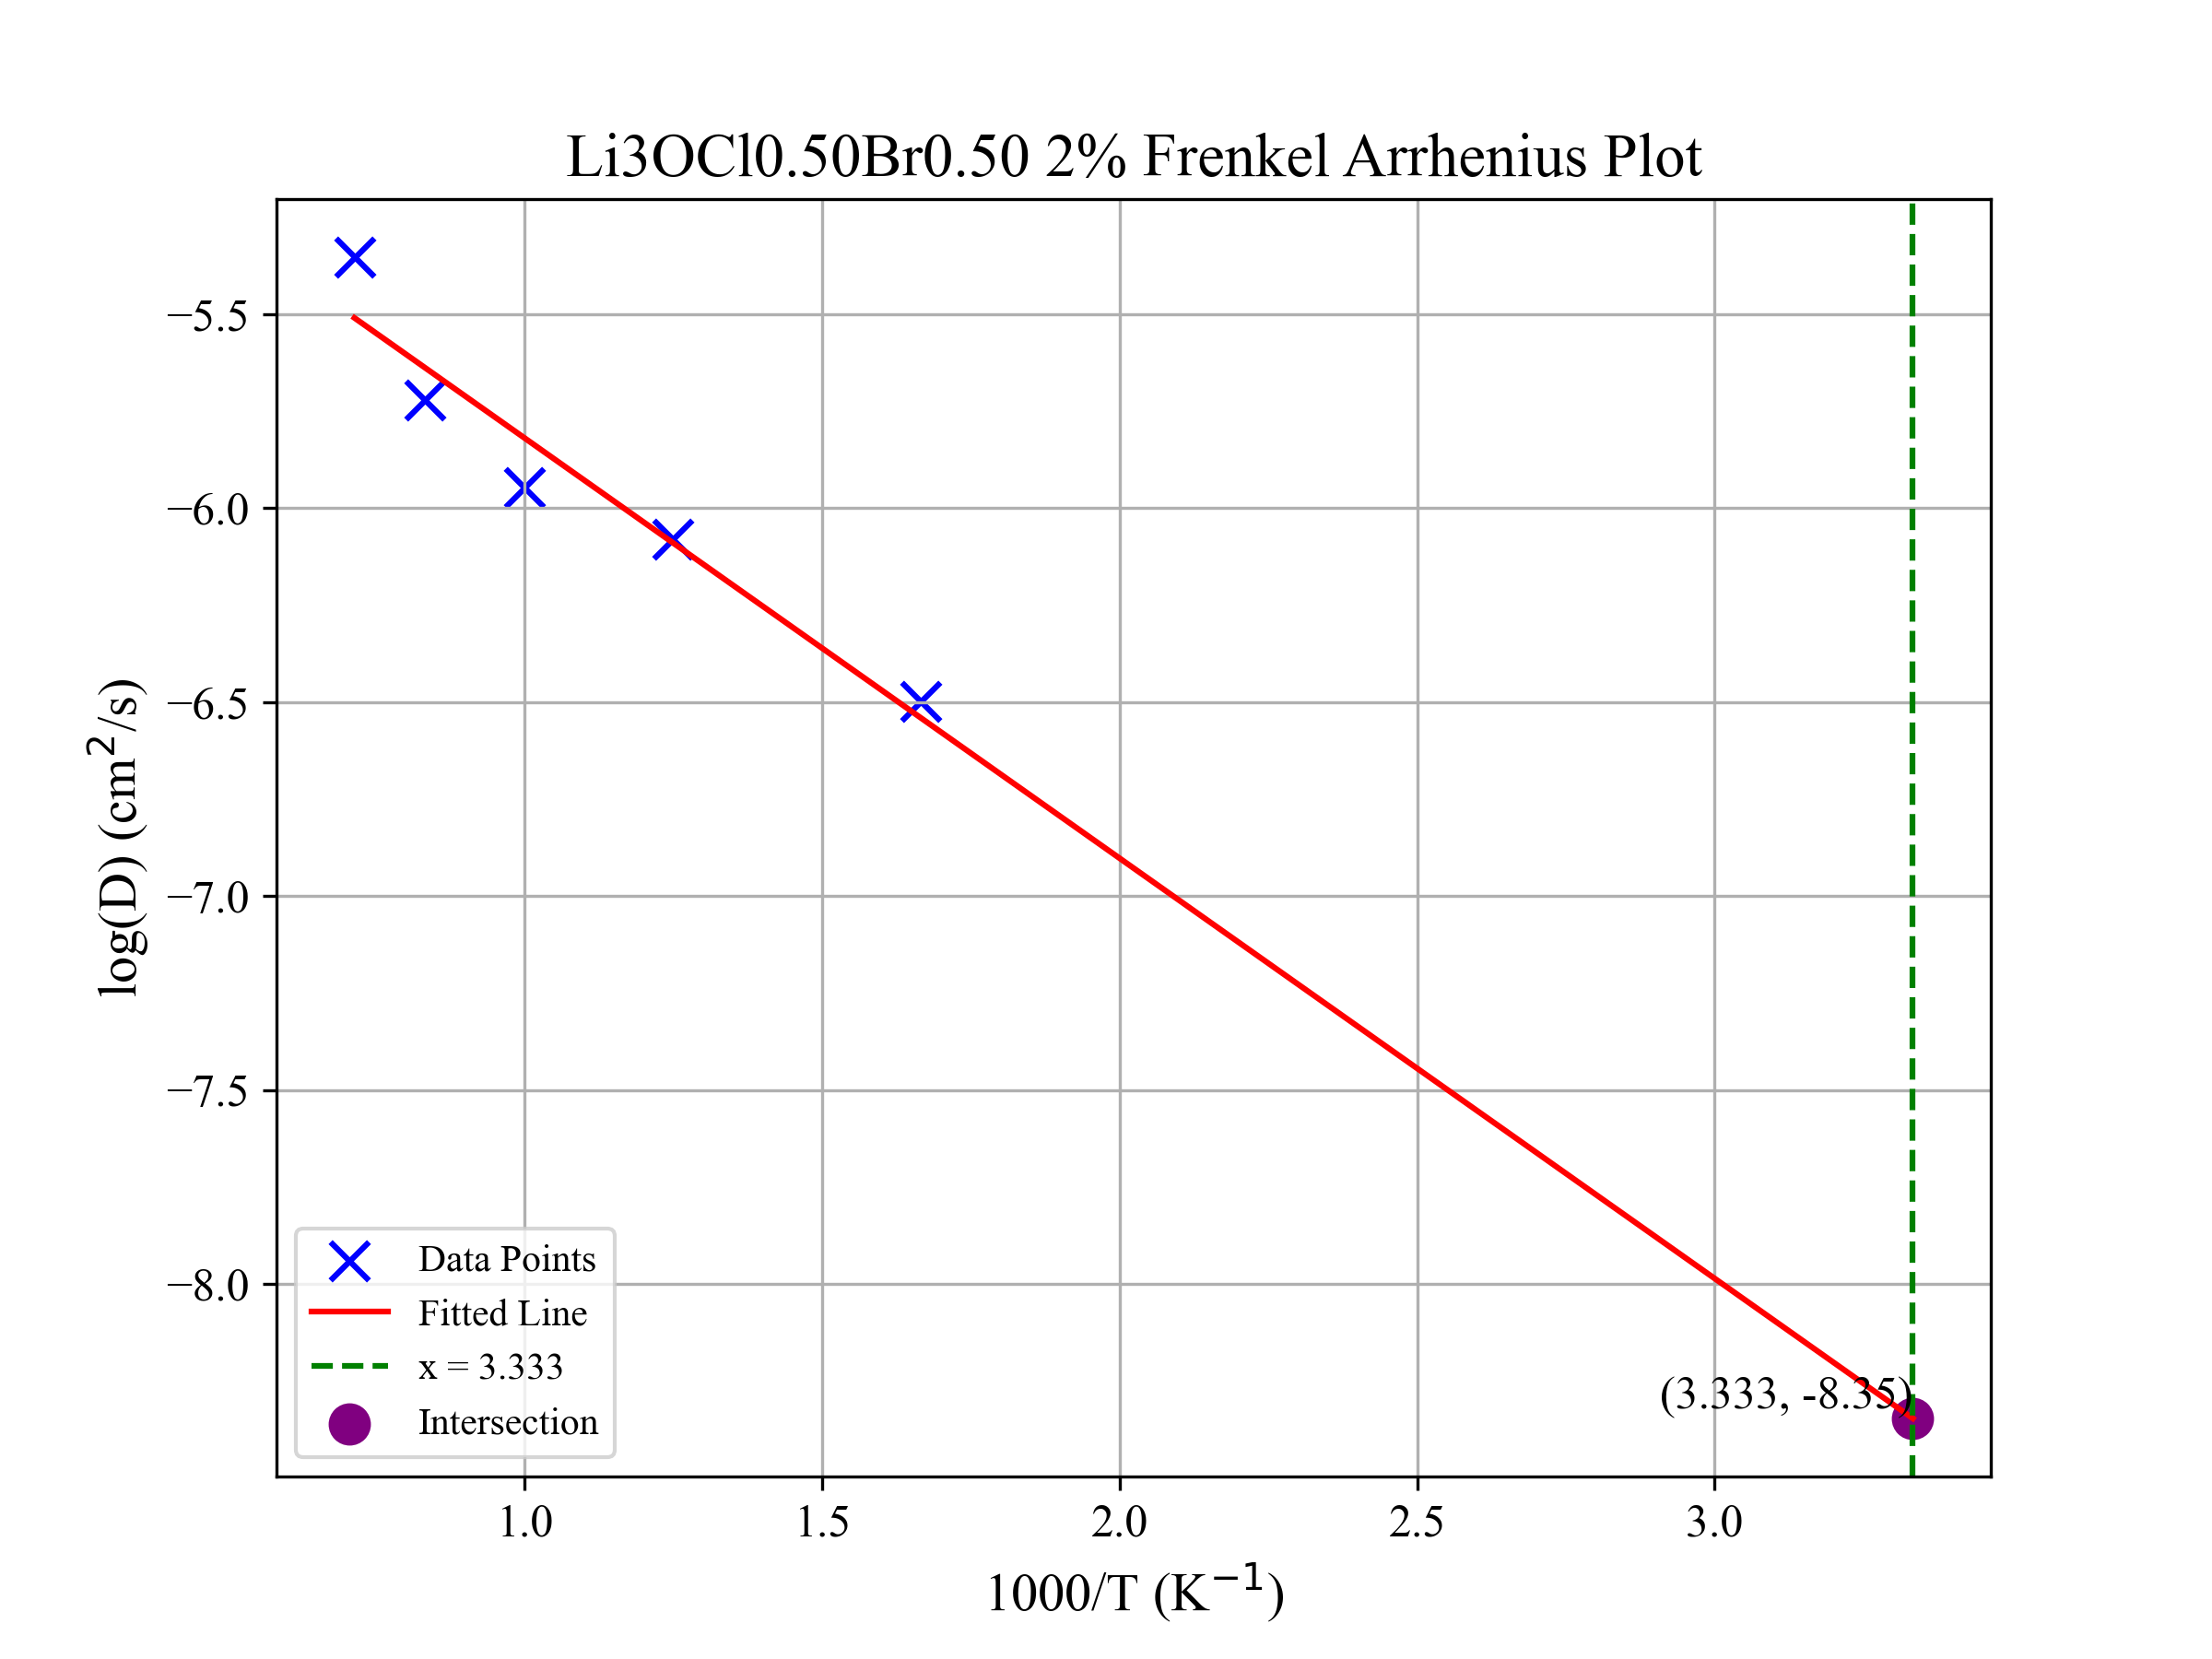 Li3OCl0.50Br0.50 2% Frenkel Arrhenius Plot
log(D) (cm²/s)
−5.5
−6.0
−6.5
−7.0
−7.5
−8.0
(3.333, -8.35)
Data Points
Fitted Line
x = 3.333
Intersection
1.0 1.5 2.0 2.5 3.0
1000/T (K⁻¹)